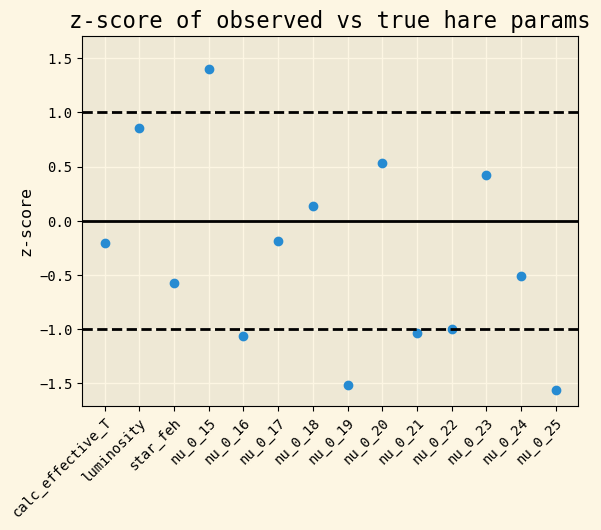 z-score of observed vs true hare params
z-score
1.5
1.0
0.5
0.0
−0.5
−1.0
−1.5
calc_effective_T
luminosity
star_feh
nu_0_15
nu_0_16
nu_0_17
nu_0_18
nu_0_19
nu_0_20
nu_0_21
nu_0_22
nu_0_23
nu_0_24
nu_0_25